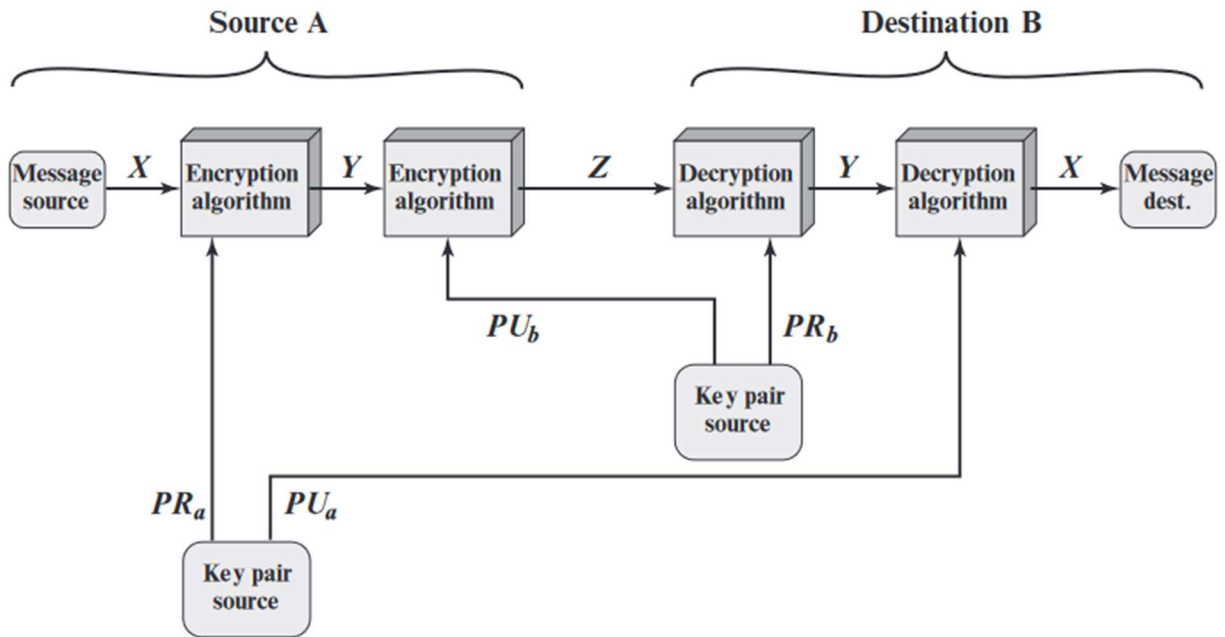 Source A
Destination B
Message
source
X
Encryption
algorithm
Y
Encryption
algorithm
Z
Decryption
algorithm
Y
Decryption
algorithm
X
Message
dest.
PUb
PRb
Key pair
source
PRa
PUa
Key pair
source